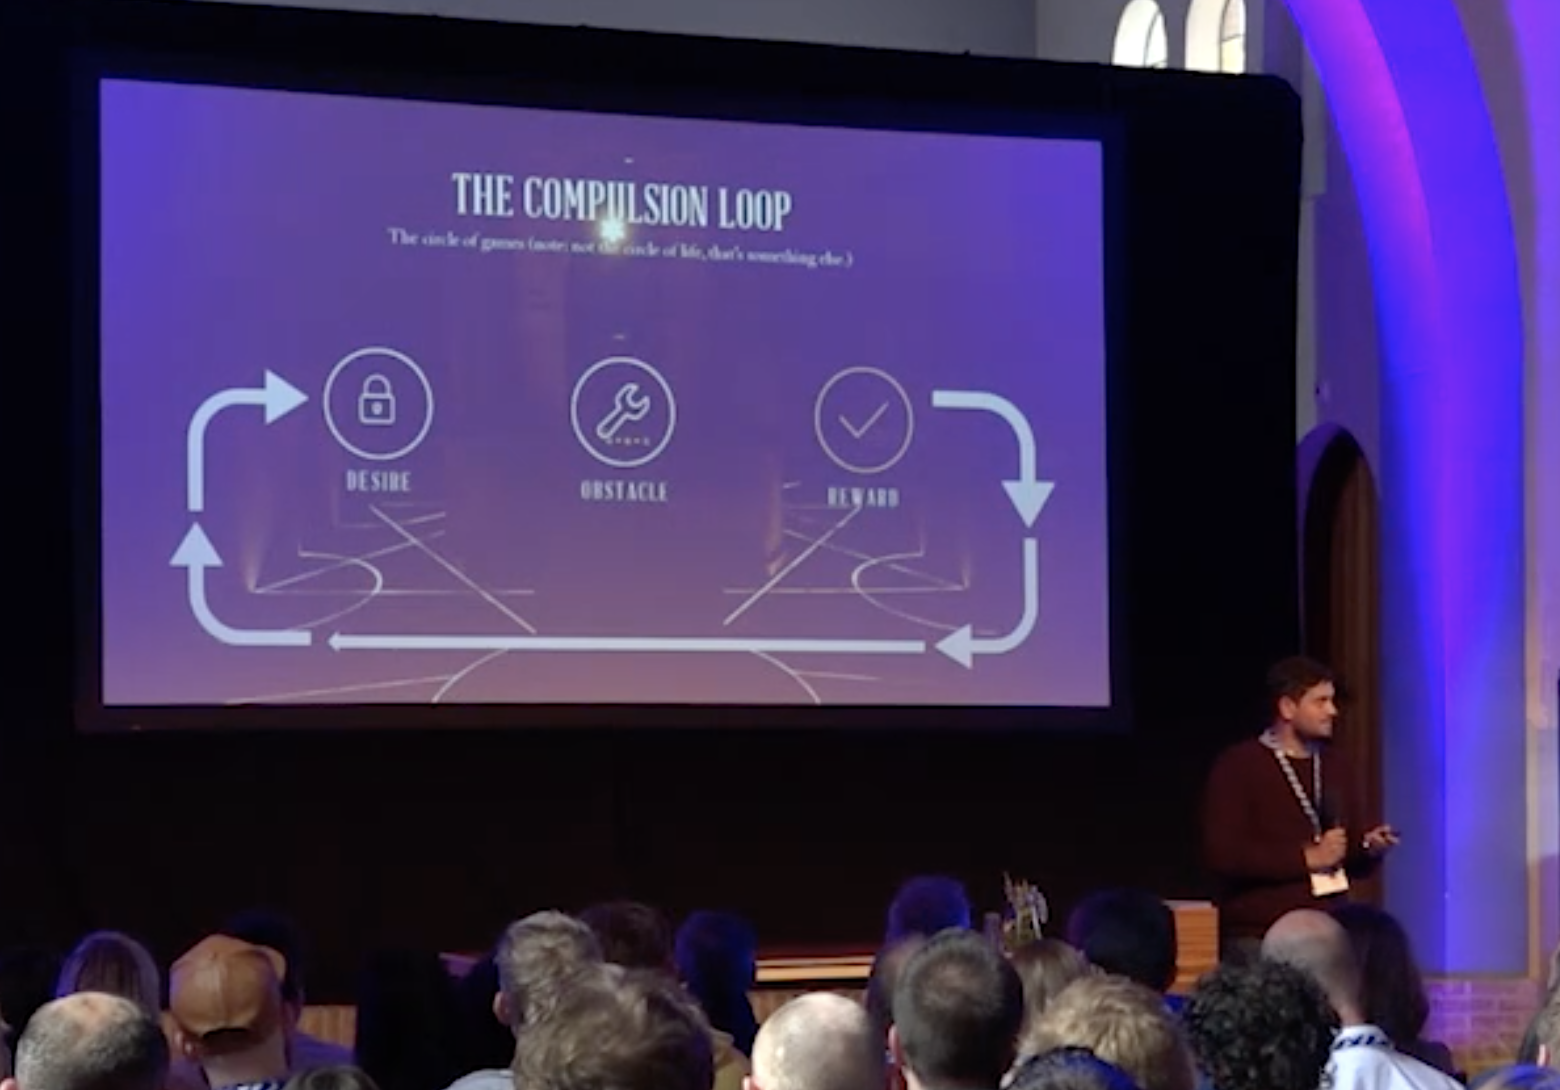 THE COMPULSION LOOP
The circle of games (note: not the circle of life, that's something else.)
DESIRE
OBSTACLE
REWARD